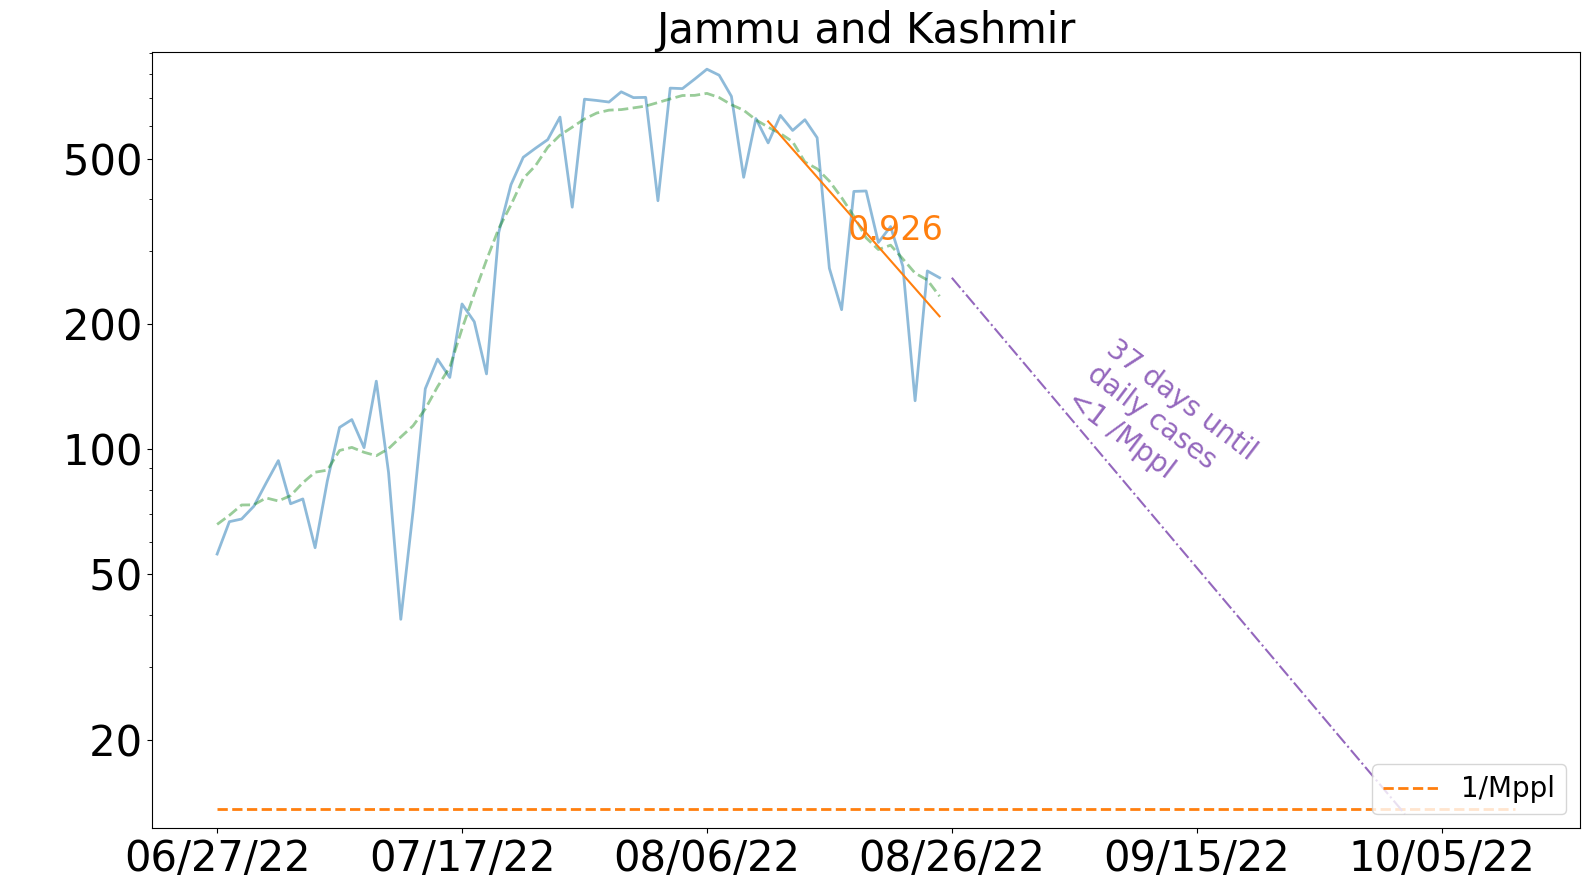 Jammu and Kashmir
500
200
100
50
20
0.926
37 days until
daily cases
<1 /Mppl
1/Mppl
06/27/22
07/17/22
08/06/22
08/26/22
09/15/22
10/05/22